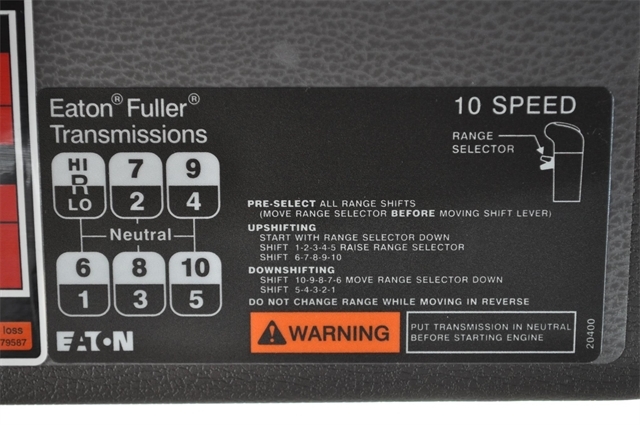 Eaton® Fuller®
Transmissions
10 SPEED
RANGE
SELECTOR
HI
R
LO
7
2
9
4
Neutral
6
1
8
3
10
5
PRE-SELECT ALL RANGE SHIFTS
(MOVE RANGE SELECTOR BEFORE MOVING SHIFT LEVER)
UPSHIFTING
START WITH RANGE SELECTOR DOWN
SHIFT 1-2-3-4-5 RAISE RANGE SELECTOR
SHIFT 6-7-8-9-10
DOWNSHIFTING
SHIFT 10-9-8-7-6 MOVE RANGE SELECTOR DOWN
SHIFT 5-4-3-2-1
DO NOT CHANGE RANGE WHILE MOVING IN REVERSE
EATON
WARNING
PUT TRANSMISSION IN NEUTRAL
BEFORE STARTING ENGINE
20400
loss
79587